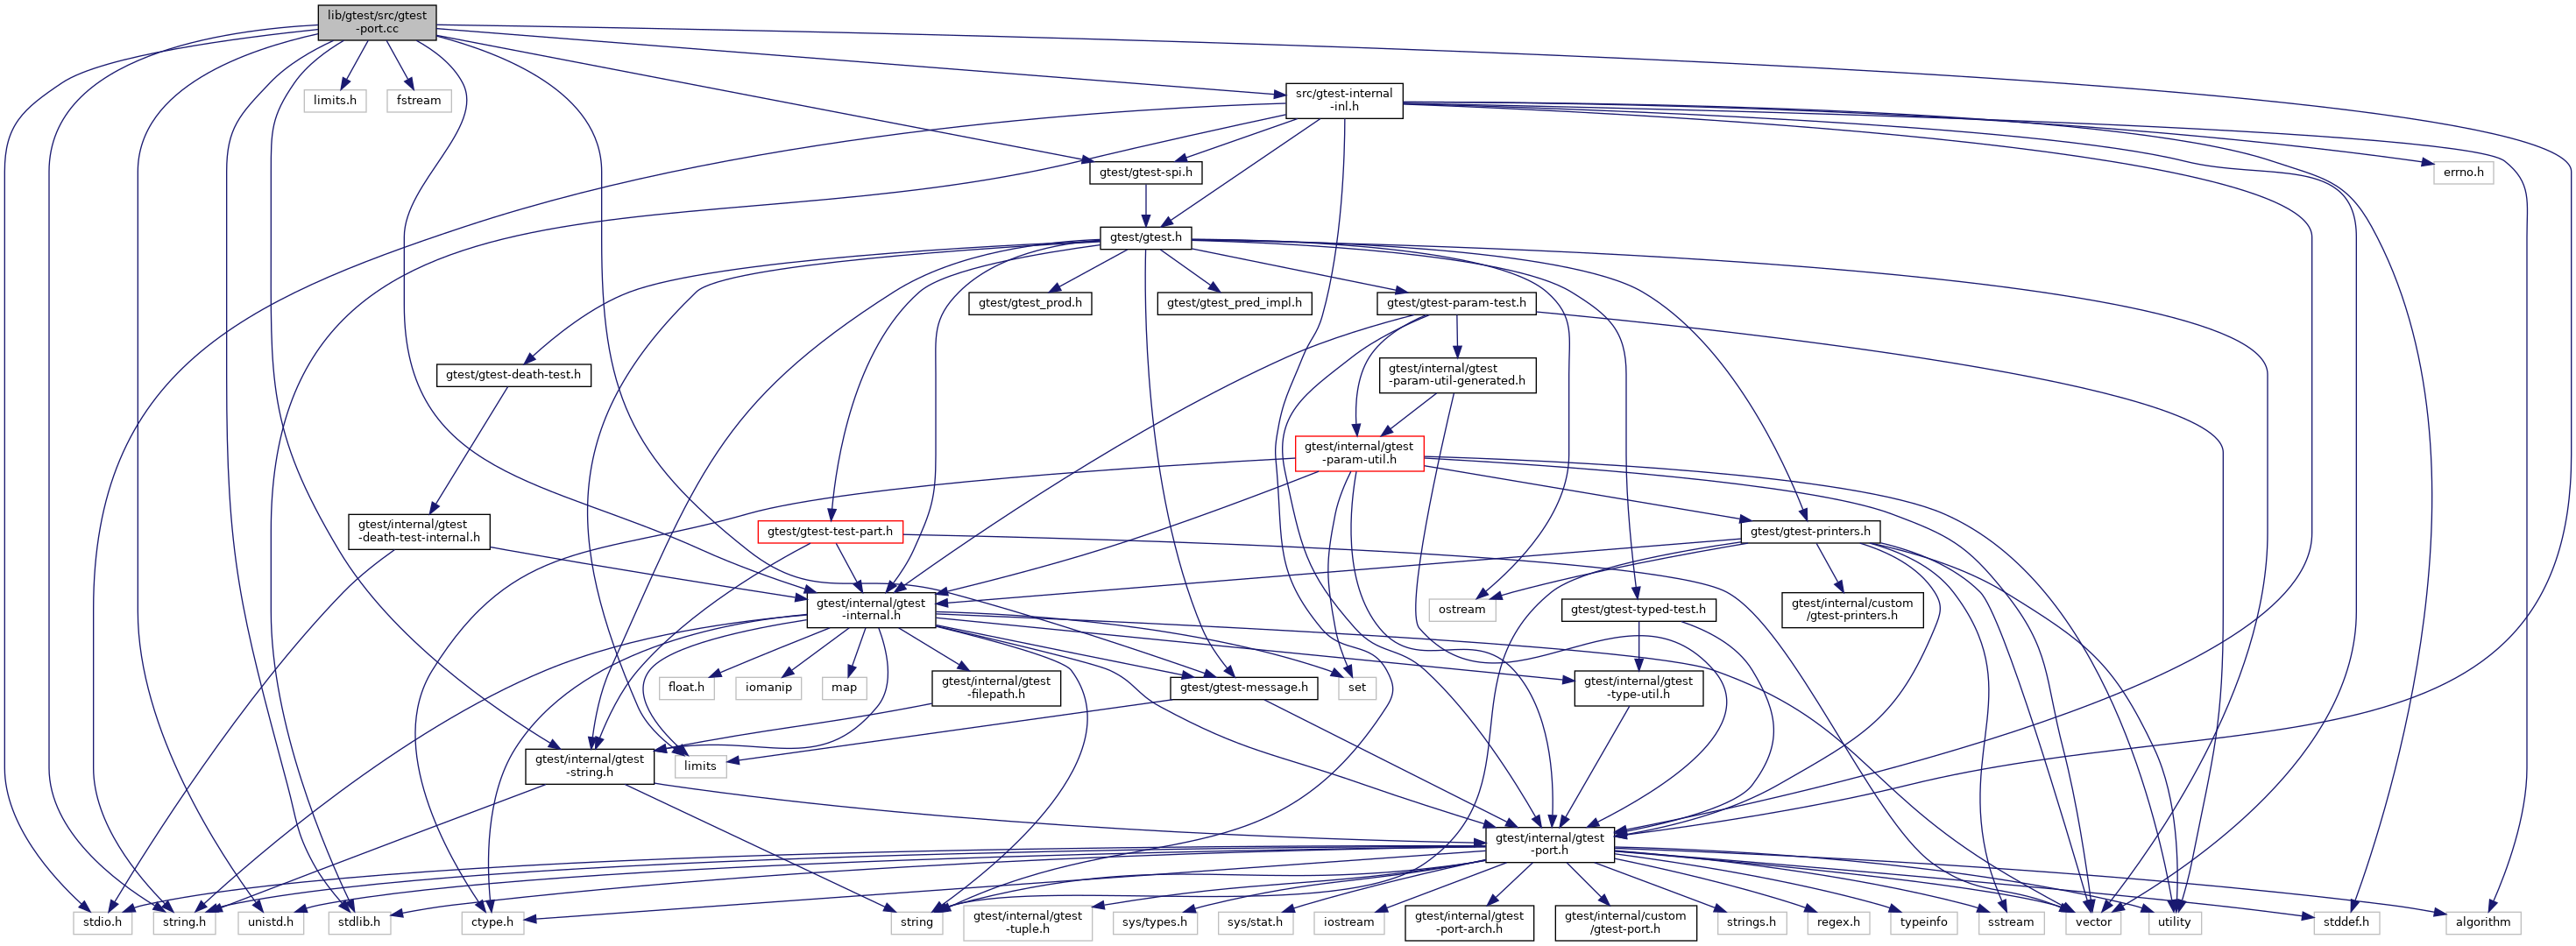 lib/gtest/src/gtest
-port.cc
limits.h
fstream
src/gtest-internal
-inl.h
gtest/gtest-spi.h
errno.h
gtest/gtest.h
gtest/gtest_prod.h
gtest/gtest_pred_impl.h
gtest/gtest-param-test.h
gtest/gtest-death-test.h
gtest/internal/gtest
-param-util-generated.h
gtest/internal/gtest
-param-util.h
gtest/internal/gtest
-death-test-internal.h
gtest/gtest-test-part.h
gtest/gtest-printers.h
gtest/internal/gtest
-internal.h
ostream
gtest/gtest-typed-test.h
gtest/internal/custom
/gtest-printers.h
float.h
iomanip
map
gtest/internal/gtest
-filepath.h
gtest/gtest-message.h
set
gtest/internal/gtest
-type-util.h
gtest/internal/gtest
-string.h
limits
gtest/internal/gtest
-port.h
stdio.h
string.h
unistd.h
stdlib.h
ctype.h
string
gtest/internal/gtest
-tuple.h
sys/types.h
sys/stat.h
iostream
gtest/internal/gtest
-port-arch.h
gtest/internal/custom
/gtest-port.h
strings.h
regex.h
typeinfo
sstream
vector
utility
stddef.h
algorithm